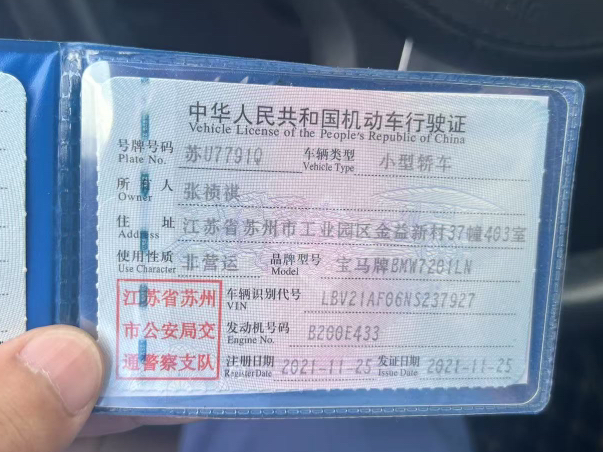 中华人民共和国机动车行驶证
Vehicle License of the People's Republic of China
号牌号码 苏U7791Q 车辆类型 小型轿车
Plate No. Vehicle Type
所有人 张祯祺
Owner
住址 江苏省苏州市工业园区金益新村37幢403室
Address
使用性质 非营运 品牌型号 宝马牌BMW7201LN
Use Character Model
江苏省苏州 车辆识别代号 LBV21AF06NS237927
VIN
市公安局交 发动机号码 B200E433
Engine No.
通警察支队 注册日期 2021-11-25 发证日期 2021-11-25
Register Date Issue Date